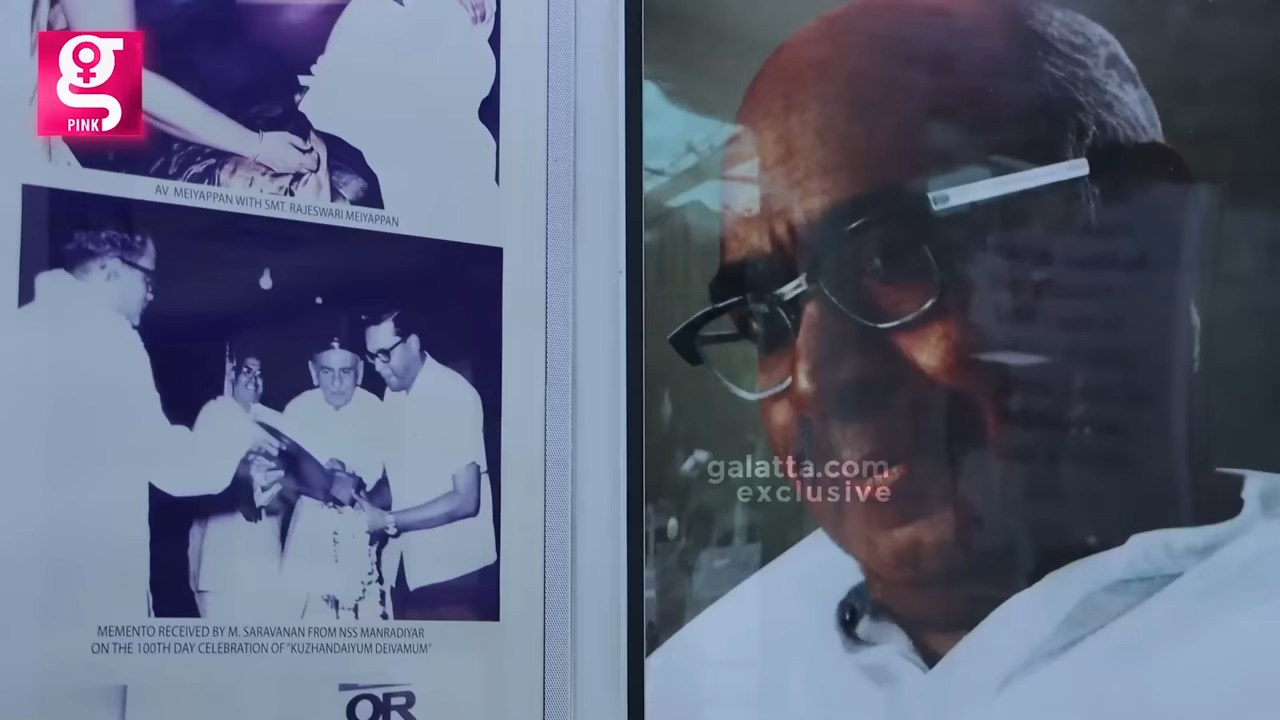 g
PINK
AV. MEIYAPPAN WITH SMT. RAJESWARI MEIYAPPAN
MEMENTO RECEIVED BY M. SARAVANAN FROM NSS MANRADIYAR
ON THE 100TH DAY CELEBRATION OF "KUZHANDAIYUM DEIVAMUM"
OR
galatta.com
exclusive